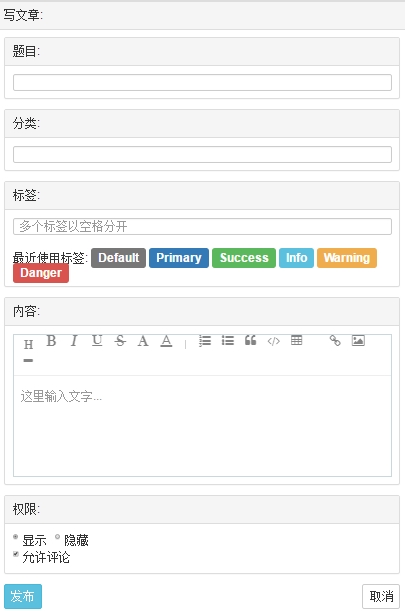 写文章:
题目:
分类:
标签:
多个标签以空格分开
最近使用标签: Default Primary Success Info Warning
Danger
内容:
H B I U S A A
这里输入文字...
权限:
显示 隐藏
允许评论
发布 取消